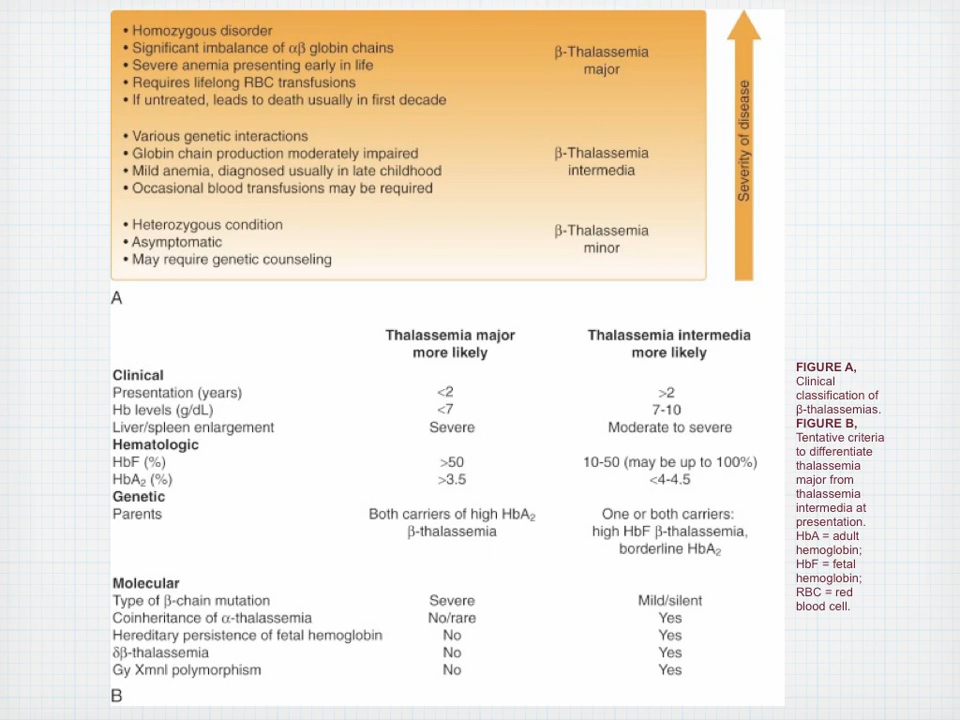 • Homozygous disorder
• Significant imbalance of αβ globin chains
• Severe anemia presenting early in life
• Requires lifelong RBC transfusions
• If untreated, leads to death usually in first decade
β-Thalassemia
major
• Various genetic interactions
• Globin chain production moderately impaired
• Mild anemia, diagnosed usually in late childhood
• Occasional blood transfusions may be required
β-Thalassemia
intermedia
• Heterozygous condition
• Asymptomatic
• May require genetic counseling
β-Thalassemia
minor
Severity of disease
A
Thalassemia major
more likely
Thalassemia intermedia
more likely
Clinical
Presentation (years) <2 >2
Hb levels (g/dL) <7 7-10
Liver/spleen enlargement Severe Moderate to severe
Hematologic
HbF (%) >50 10-50 (may be up to 100%)
HbA2 (%) >3.5 <4-4.5
Genetic
Parents Both carriers of high HbA2 One or both carriers:
β-thalassemia high HbF β-thalassemia,
borderline HbA2
Molecular
Type of β-chain mutation Severe Mild/silent
Coinheritance of α-thalassemia No/rare Yes
Hereditary persistence of fetal hemoglobin No Yes
δβ-thalassemia No Yes
Gy Xmnl polymorphism No Yes
B
FIGURE A,
Clinical
classification of
β-thalassemias.
FIGURE B,
Tentative criteria
to differentiate
thalassemia
major from
thalassemia
intermedia at
presentation.
HbA = adult
hemoglobin;
HbF = fetal
hemoglobin;
RBC = red
blood cell.